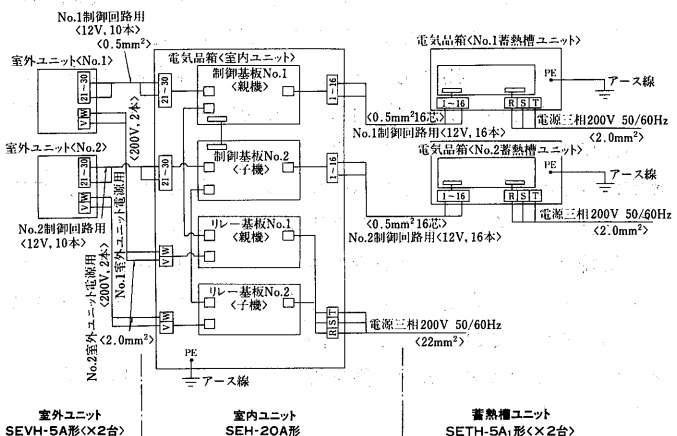 No.1制御回路用
<12V, 10本>
<0.5mm²>
室外ユニット<No.1>
21~30
V W
<200V, 2本>
室外ユニット<No.2>
21~30
V W
No.2制御回路用
<12V, 10本>
No.2室外ユニット電源用
<200V, 2本>
No.1室外ユニット電源用
<2.0mm²>
電気品箱<室内ユニット>
21~30
制御基板No.1
<親機>
1~16
21~30
制御基板No.2
<子機>
1~16
リレー基板No.1
<親機>
V W
リレー基板No.2
<子機>
V W
R S T
PE
アース線
電源三相200V 50/60Hz
<22mm²>
電気品箱<No.1蓄熱槽ユニット>
PE
アース線
1~16
R S T
<0.5mm²16芯>
No.1制御回路用<12V, 16本>
電源三相200V 50/60Hz
<2.0mm²>
電気品箱<No.2蓄熱槽ユニット>
PE
アース線
1~16
R S T
<0.5mm²16芯>
No.2制御回路用<12V, 16本>
電源三相200V 50/60Hz
<2.0mm²>
室外ユニット
SEVH-5A形<×2台>
室内ユニット
SEH-20A形
蓄熱槽ユニット
SETH-5A₁形<×2台>